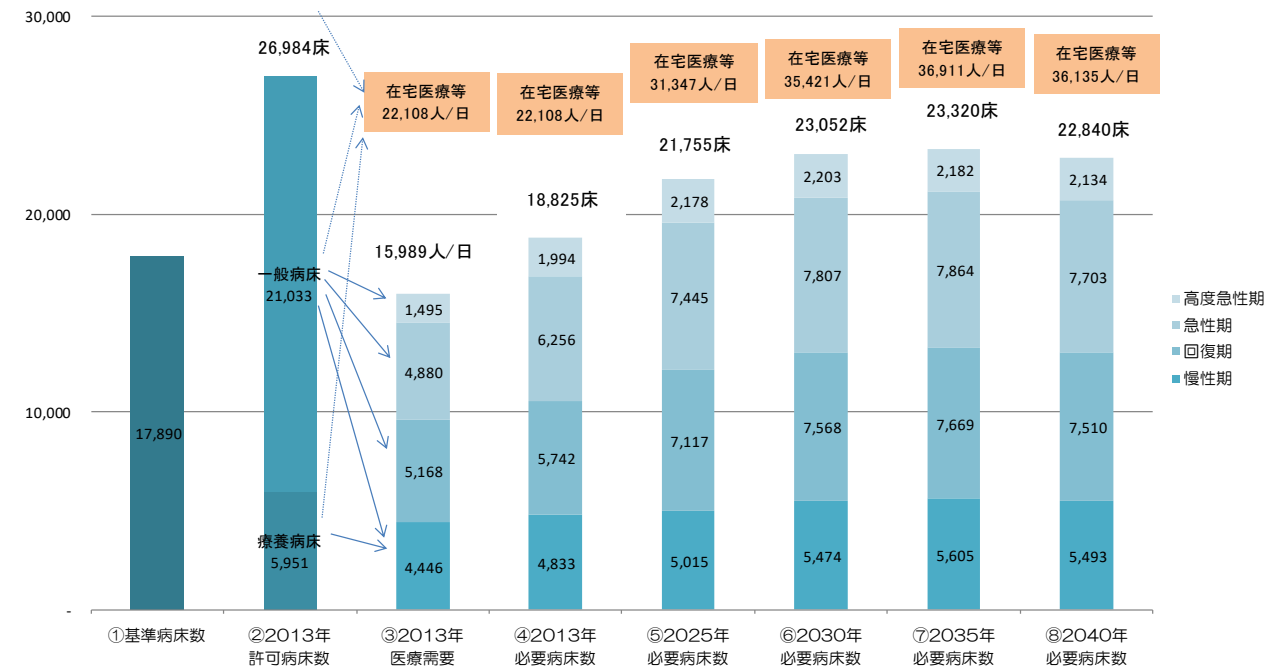 30,000
20,000
10,000
-
17,890
26,984床
一般病床
21,033
療養病床
5,951
在宅医療等
22,108人/日
15,989人/日
1,495
4,880
5,168
4,446
在宅医療等
22,108人/日
18,825床
1,994
6,256
5,742
4,833
在宅医療等
31,347人/日
21,755床
2,178
7,445
7,117
5,015
在宅医療等
35,421人/日
23,052床
2,203
7,807
7,568
5,474
在宅医療等
36,911人/日
23,320床
2,182
7,864
7,669
5,605
在宅医療等
36,135人/日
22,840床
2,134
7,703
7,510
5,493
高度急性期
急性期
回復期
慢性期
①基準病床数
②2013年
許可病床数
③2013年
医療需要
④2013年
必要病床数
⑤2025年
必要病床数
⑥2030年
必要病床数
⑦2035年
必要病床数
⑧2040年
必要病床数